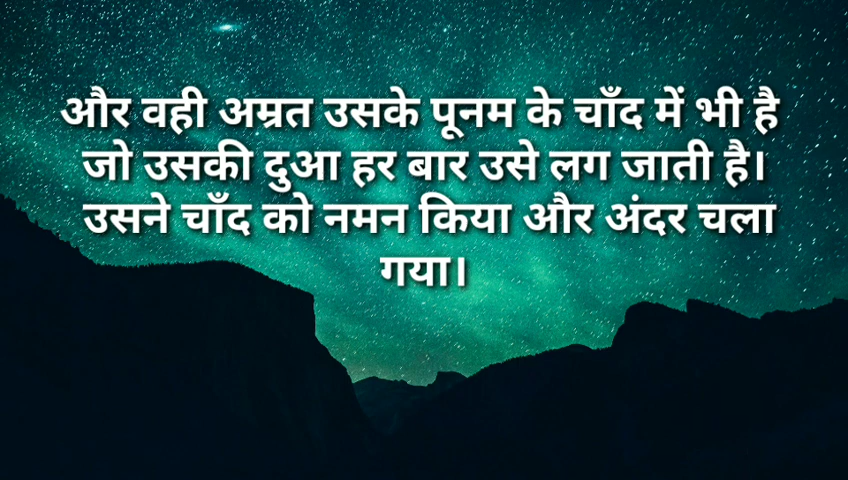 और वही अम्रत उसके पूनम के चाँद में भी है
जो उसकी दुआ हर बार उसे लग जाती है।
उसने चाँद को नमन किया और अंदर चला
गया।